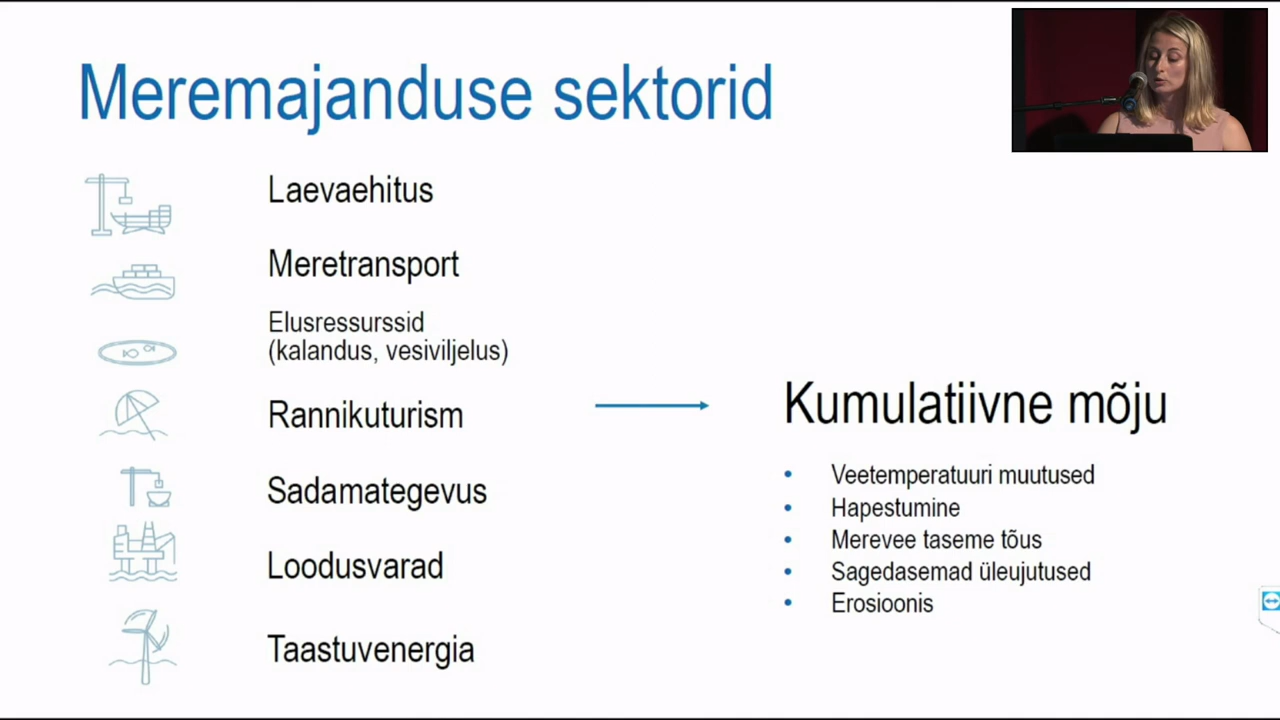 Meremajanduse sektorid
Laevaehitus
Meretransport
Elusressurssid
(kalandus, vesiviljelus)
Rannikuturism
Sadamategevus
Loodusvarad
Taastuvenergia
Kumulatiivne mõju
• Veetemperatuuri muutused
• Hapestumine
• Merevee taseme tõus
• Sagedasemad üleujutused
• Erosioonis